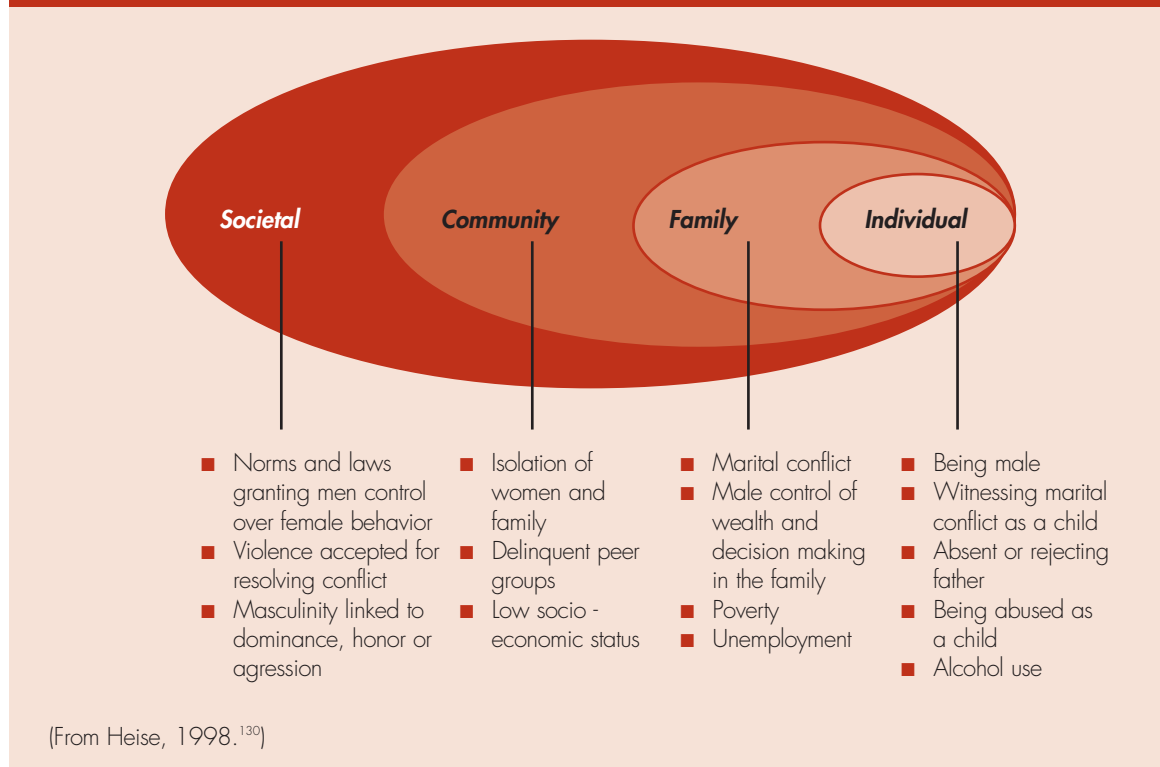 Societal
Community
Family
Individual
■ Norms and laws
granting men control
over female behavior
■ Violence accepted for
resolving conflict
■ Masculinity linked to
dominance, honor or
agression
■ Isolation of
women and
family
■ Delinquent peer
groups
■ Low socio -
economic status
■ Marital conflict
■ Male control of
wealth and
decision making
in the family
■ Poverty
■ Unemployment
■ Being male
■ Witnessing marital
conflict as a child
■ Absent or rejecting
father
■ Being abused as
a child
■ Alcohol use
(From Heise, 1998.130)